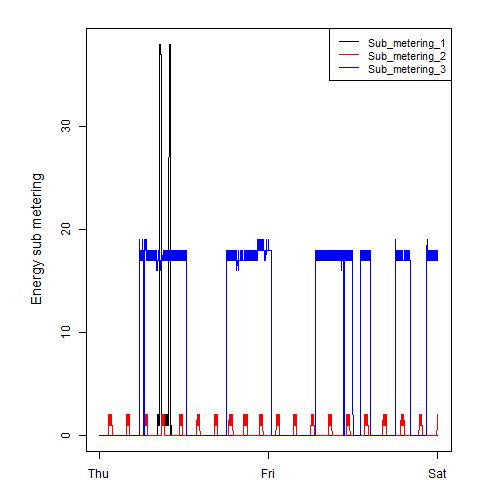 Sub_metering_1
Sub_metering_2
Sub_metering_3
Energy sub metering
30
20
10
0
Thu Fri Sat